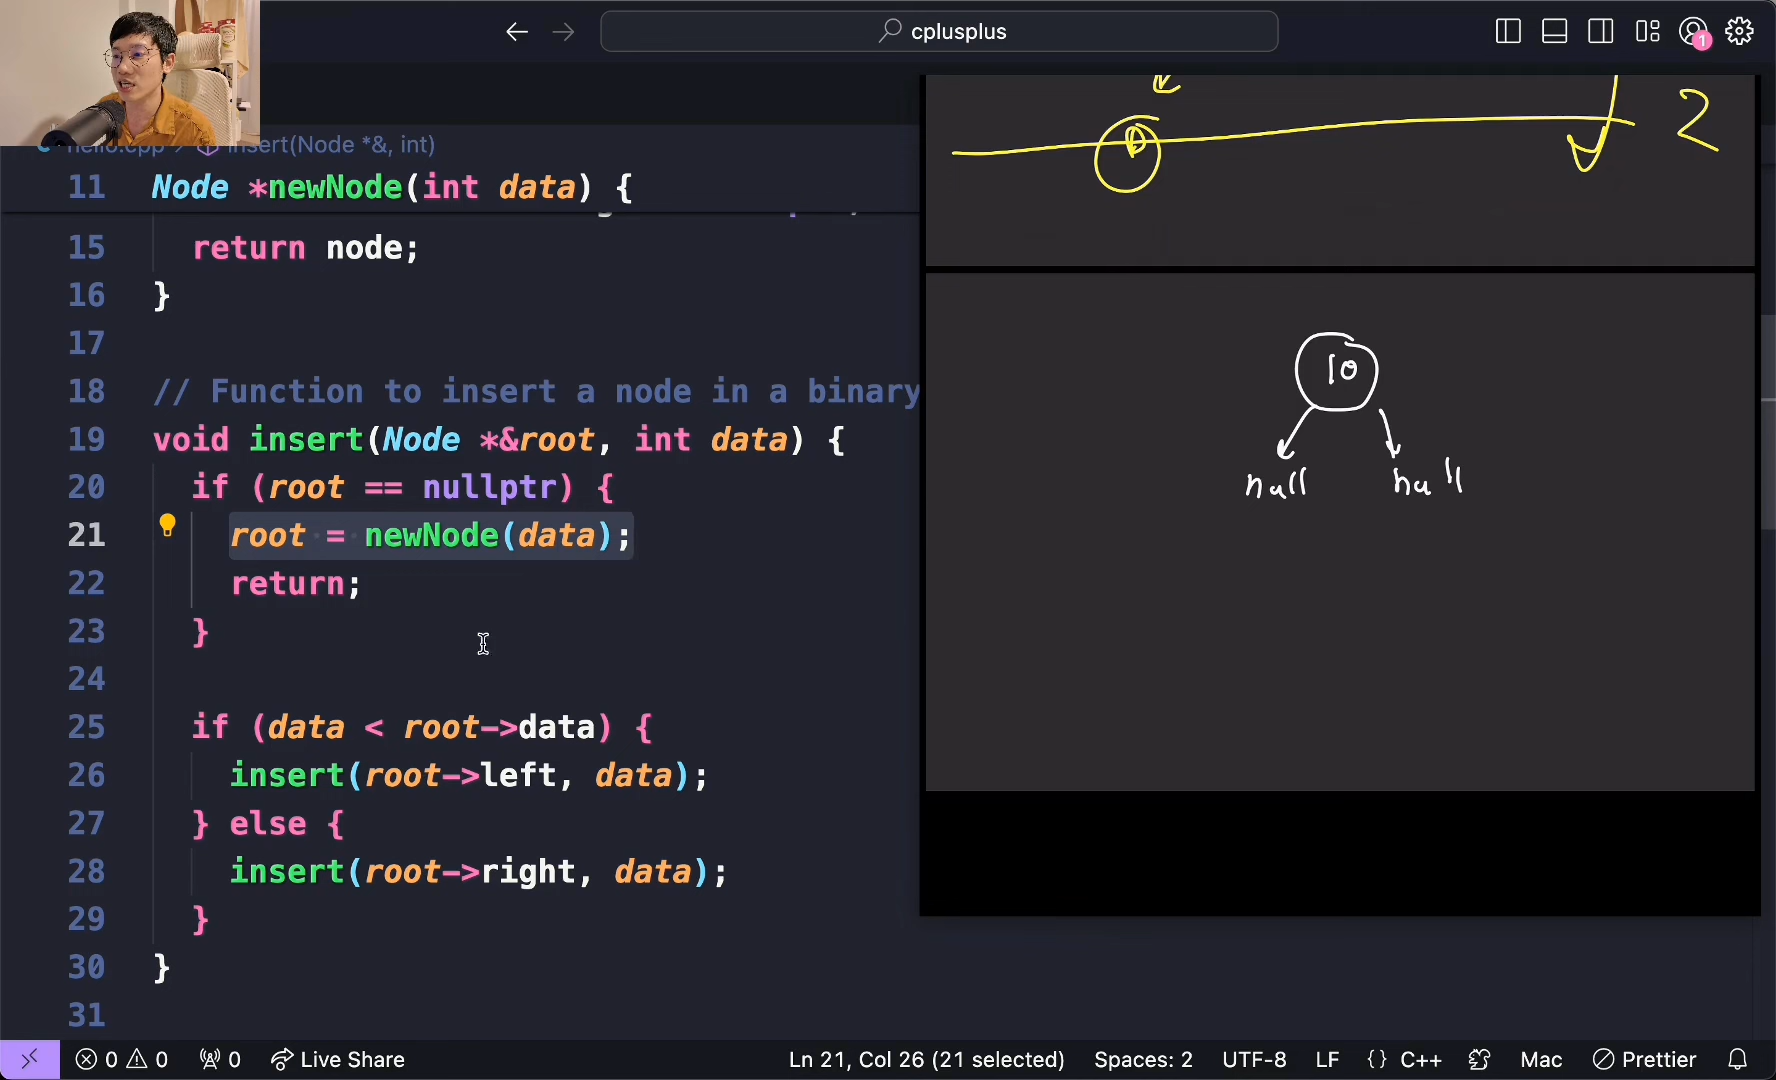 cplusplus
1
hello.cpp > insert(Node *&, int)
11 Node *newNode(int data) {
15 return node;
16 }
17
18 // Function to insert a node in a binary
19 void insert(Node *&root, int data) {
20 if (root == nullptr) {
21 root = newNode(data);
22 return;
23 }
24
25 if (data < root->data) {
26 insert(root->left, data);
27 } else {
28 insert(root->right, data);
29 }
30 }
31
2
10
null null
0 0 0 Live Share Ln 21, Col 26 (21 selected) Spaces: 2 UTF-8 LF {} C++ Mac Prettier